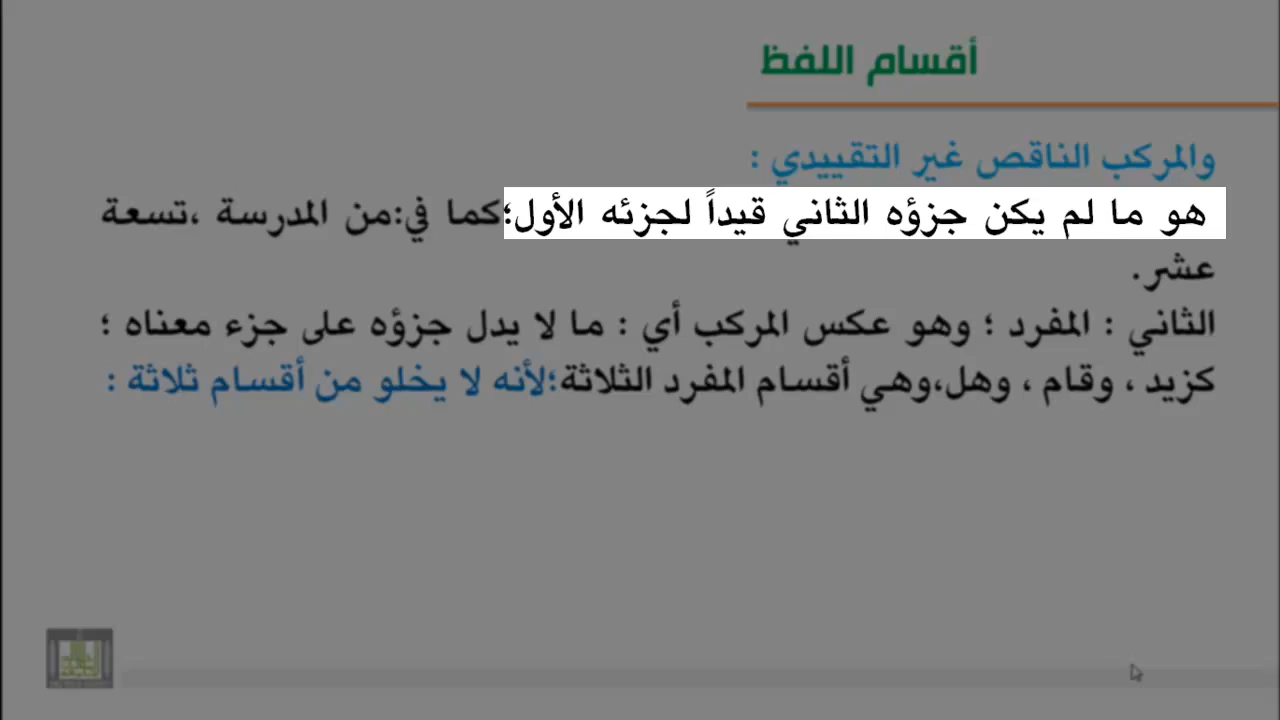 أقسام اللفظ
والمركب الناقص غير التقييدي :
هو ما لم يكن جزؤه الثاني قيداً لجزئه الأول؛كما في:من المدرسة ،تسعة
عشر.
الثاني : المفرد ؛ وهو عكس المركب أي : ما لا يدل جزؤه على جزء معناه ؛
كزيد ، وقام ، وهل،وهي أقسام المفرد الثلاثة؛لأنه لا يخلو من أقسام ثلاثة :